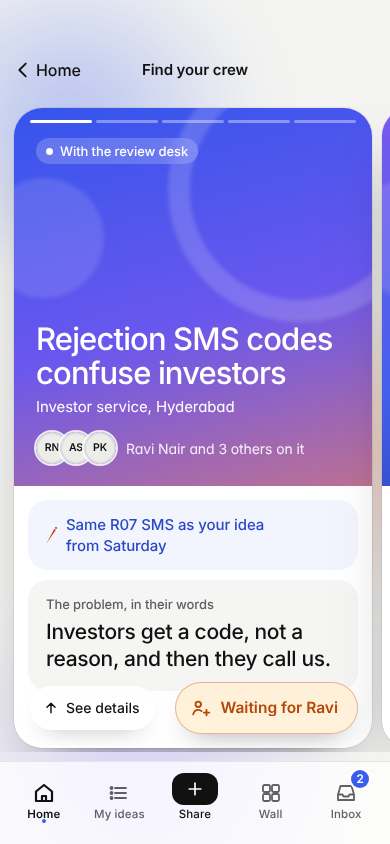 Home
Find your crew
With the review desk
Rejection SMS codes
confuse investors
Investor service, Hyderabad
RN AS PK Ravi Nair and 3 others on it
Same R07 SMS as your idea
from Saturday
The problem, in their words
Investors get a code, not a
reason, and then they call us.
See details
Waiting for Ravi
2
Home My ideas Share Wall Inbox